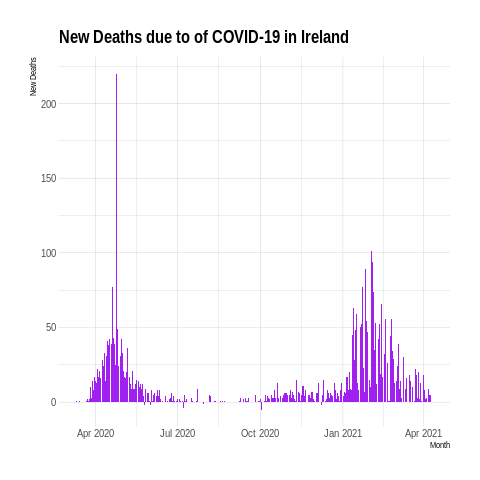 New Deaths due to of COVID-19 in Ireland
New Deaths
200
150
100
50
0
Apr 2020 Jul 2020 Oct 2020 Jan 2021 Apr 2021
Month